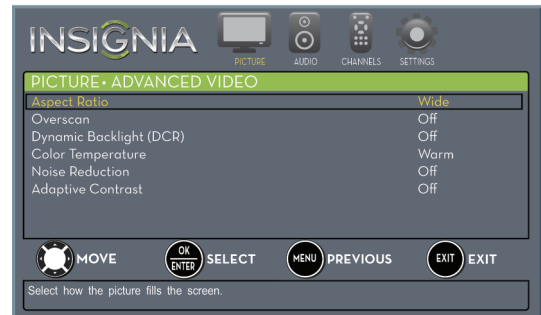 INSIGNIA
PICTURE AUDIO CHANNELS SETTINGS
PICTURE• ADVANCED VIDEO
Aspect Ratio Wide
Overscan Off
Dynamic Backlight (DCR) Off
Color Temperature Warm
Noise Reduction Off
Adaptive Contrast Off
MOVE OK ENTER SELECT MENU PREVIOUS EXIT EXIT
Select how the picture fills the screen.